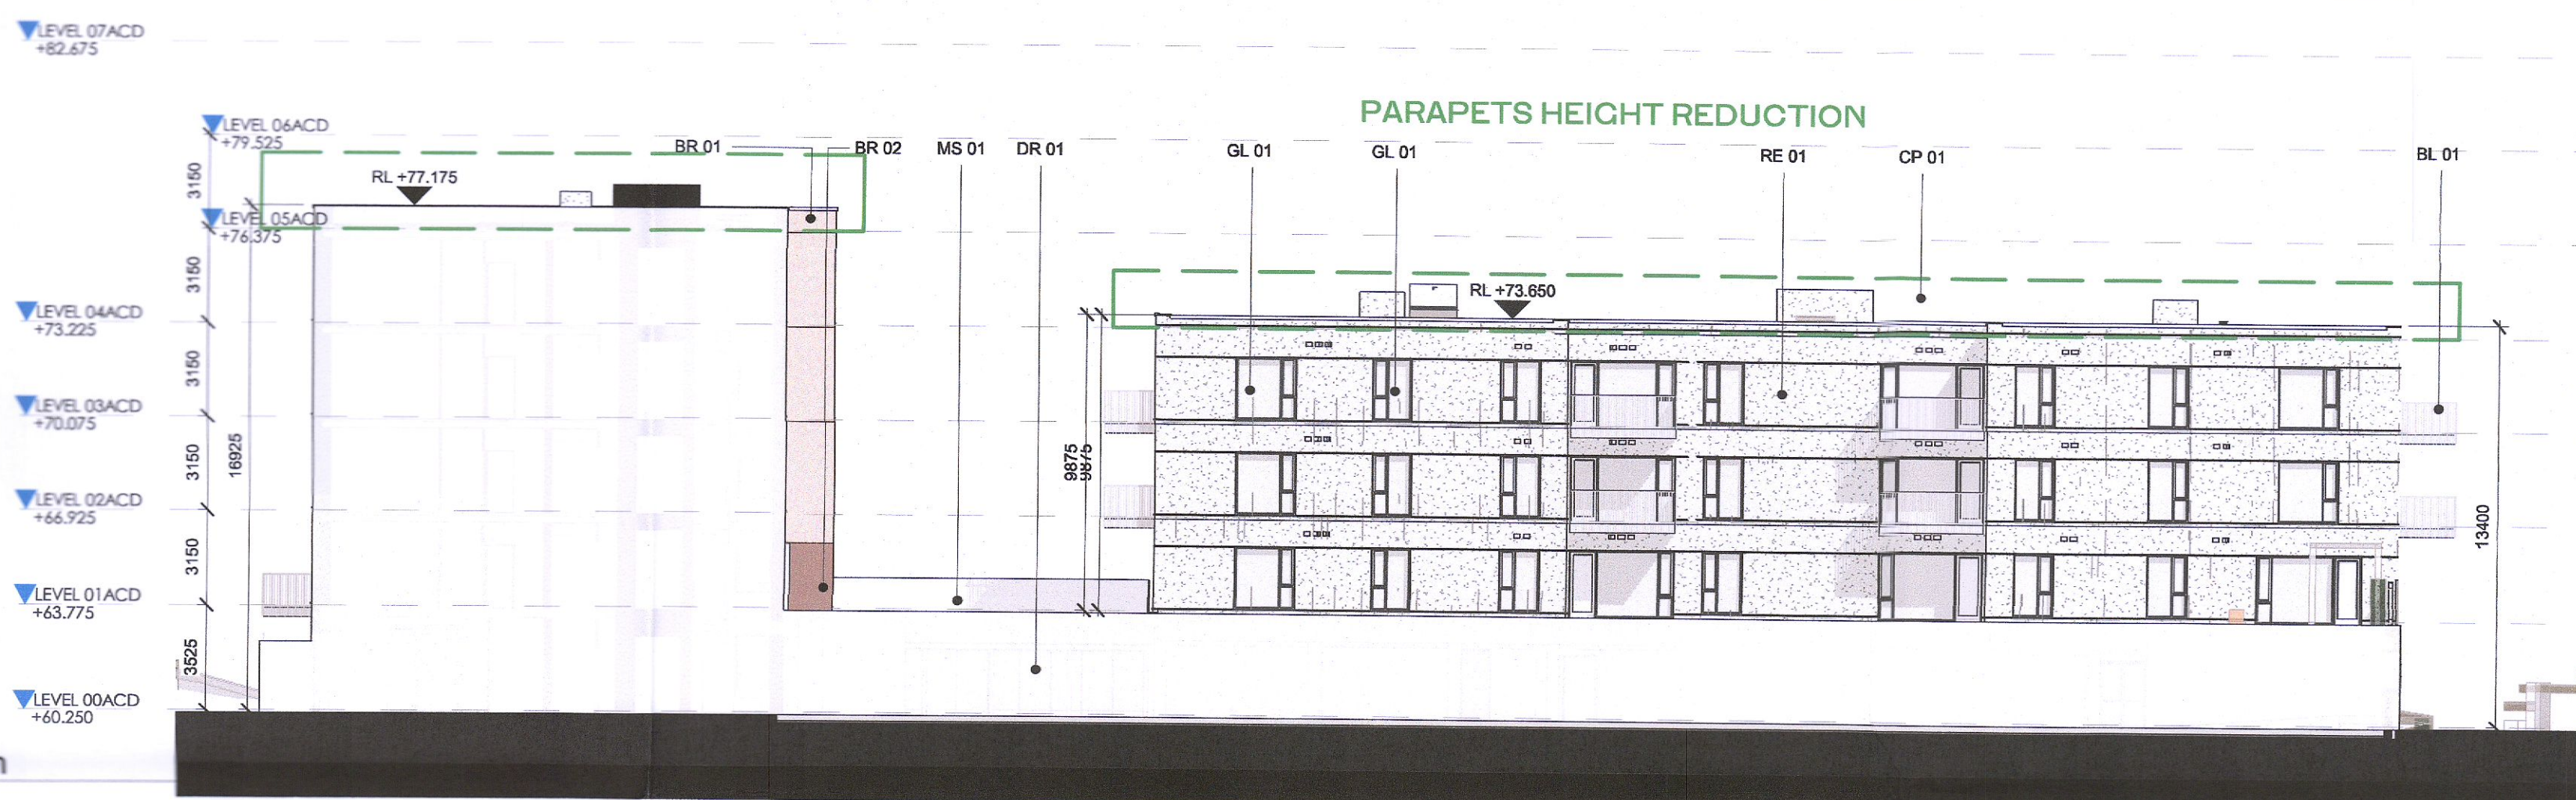 LEVEL 07ACD
+82.675
PARAPETS HEIGHT REDUCTION
LEVEL 06ACD
+79.525
BR 01
BR 02
MS 01
DR 01
GL 01
GL 01
RE 01
CP 01
BL 01
3150
RL +77.175
LEVEL 05ACD
+76.375
3150
RL +73.650
LEVEL 04ACD
+73.225
3150
LEVEL 03ACD
+70.075
3150
16925
9875
9875
LEVEL 02ACD
+66.925
13400
3150
LEVEL 01ACD
+63.775
3525
LEVEL 00ACD
+60.250